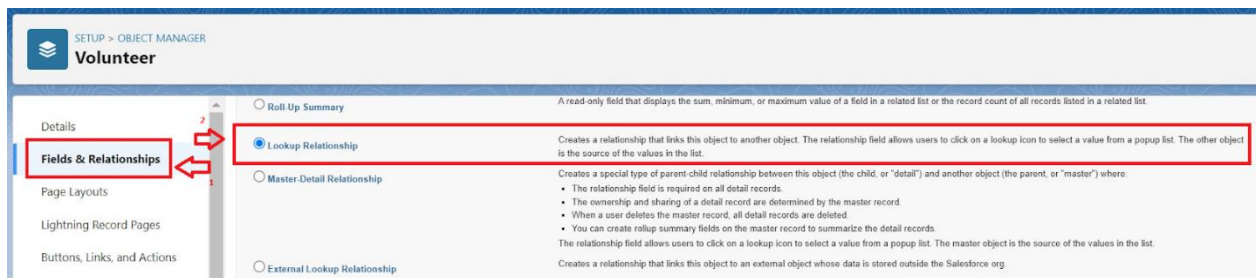 SETUP > OBJECT MANAGER
Volunteer
Details
Fields & Relationships
Page Layouts
Lightning Record Pages
Buttons, Links, and Actions
2
1
Roll-Up Summary
A read-only field that displays the sum, minimum, or maximum value of a field in a related list or the record count of all records listed in a related list.
Lookup Relationship
Creates a relationship that links this object to another object. The relationship field allows users to click on a lookup icon to select a value from a popup list. The other object
is the source of the values in the list.
Master-Detail Relationship
Creates a special type of parent-child relationship between this object (the child, or "detail") and another object (the parent, or "master") where:
• The relationship field is required on all detail records.
• The ownership and sharing of a detail record are determined by the master record.
• When a user deletes the master record, all detail records are deleted.
• You can create rollup summary fields on the master record to summarize the detail records.
The relationship field allows users to click on a lookup icon to select a value from a popup list. The master object is the source of the values in the list.
External Lookup Relationship
Creates a relationship that links this object to an external object whose data is stored outside the Salesforce org.